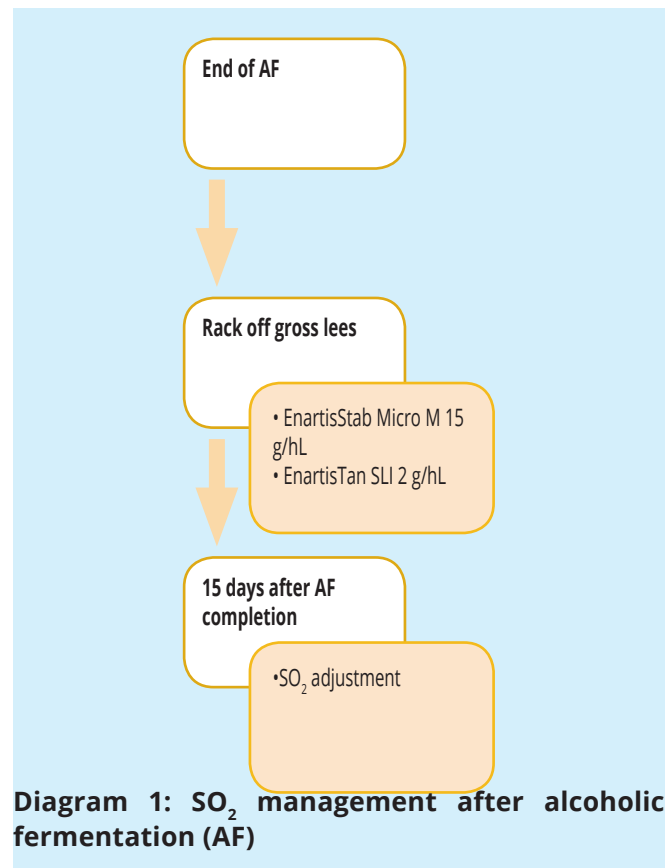 End of AF
Rack off gross lees
• EnartisStab Micro M 15
g/hL
• EnartisTan SLI 2 g/hL
15 days after AF
completion
•SO₂ adjustment
Diagram 1: SO₂ management after alcoholic
fermentation (AF)